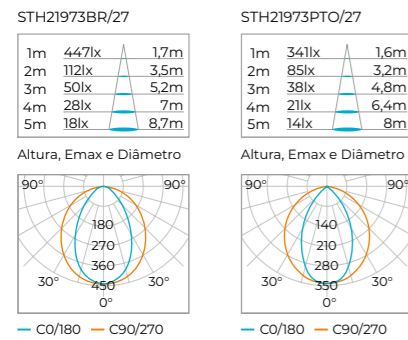 STH21973BR/27
1m 447lx 1,7m
2m 112lx 3,5m
3m 50lx 5,2m
4m 28lx 7m
5m 18lx 8,7m
Altura, Emax e Diâmetro
90° 90°
180
270
360
30° 450 30°
0°
C0/180 C90/270
STH21973PTO/27
1m 341lx 1,6m
2m 85lx 3,2m
3m 38lx 4,8m
4m 21lx 6,4m
5m 14lx 8m
Altura, Emax e Diâmetro
90° 90°
140
210
280
30° 350 30°
0°
C0/180 C90/270